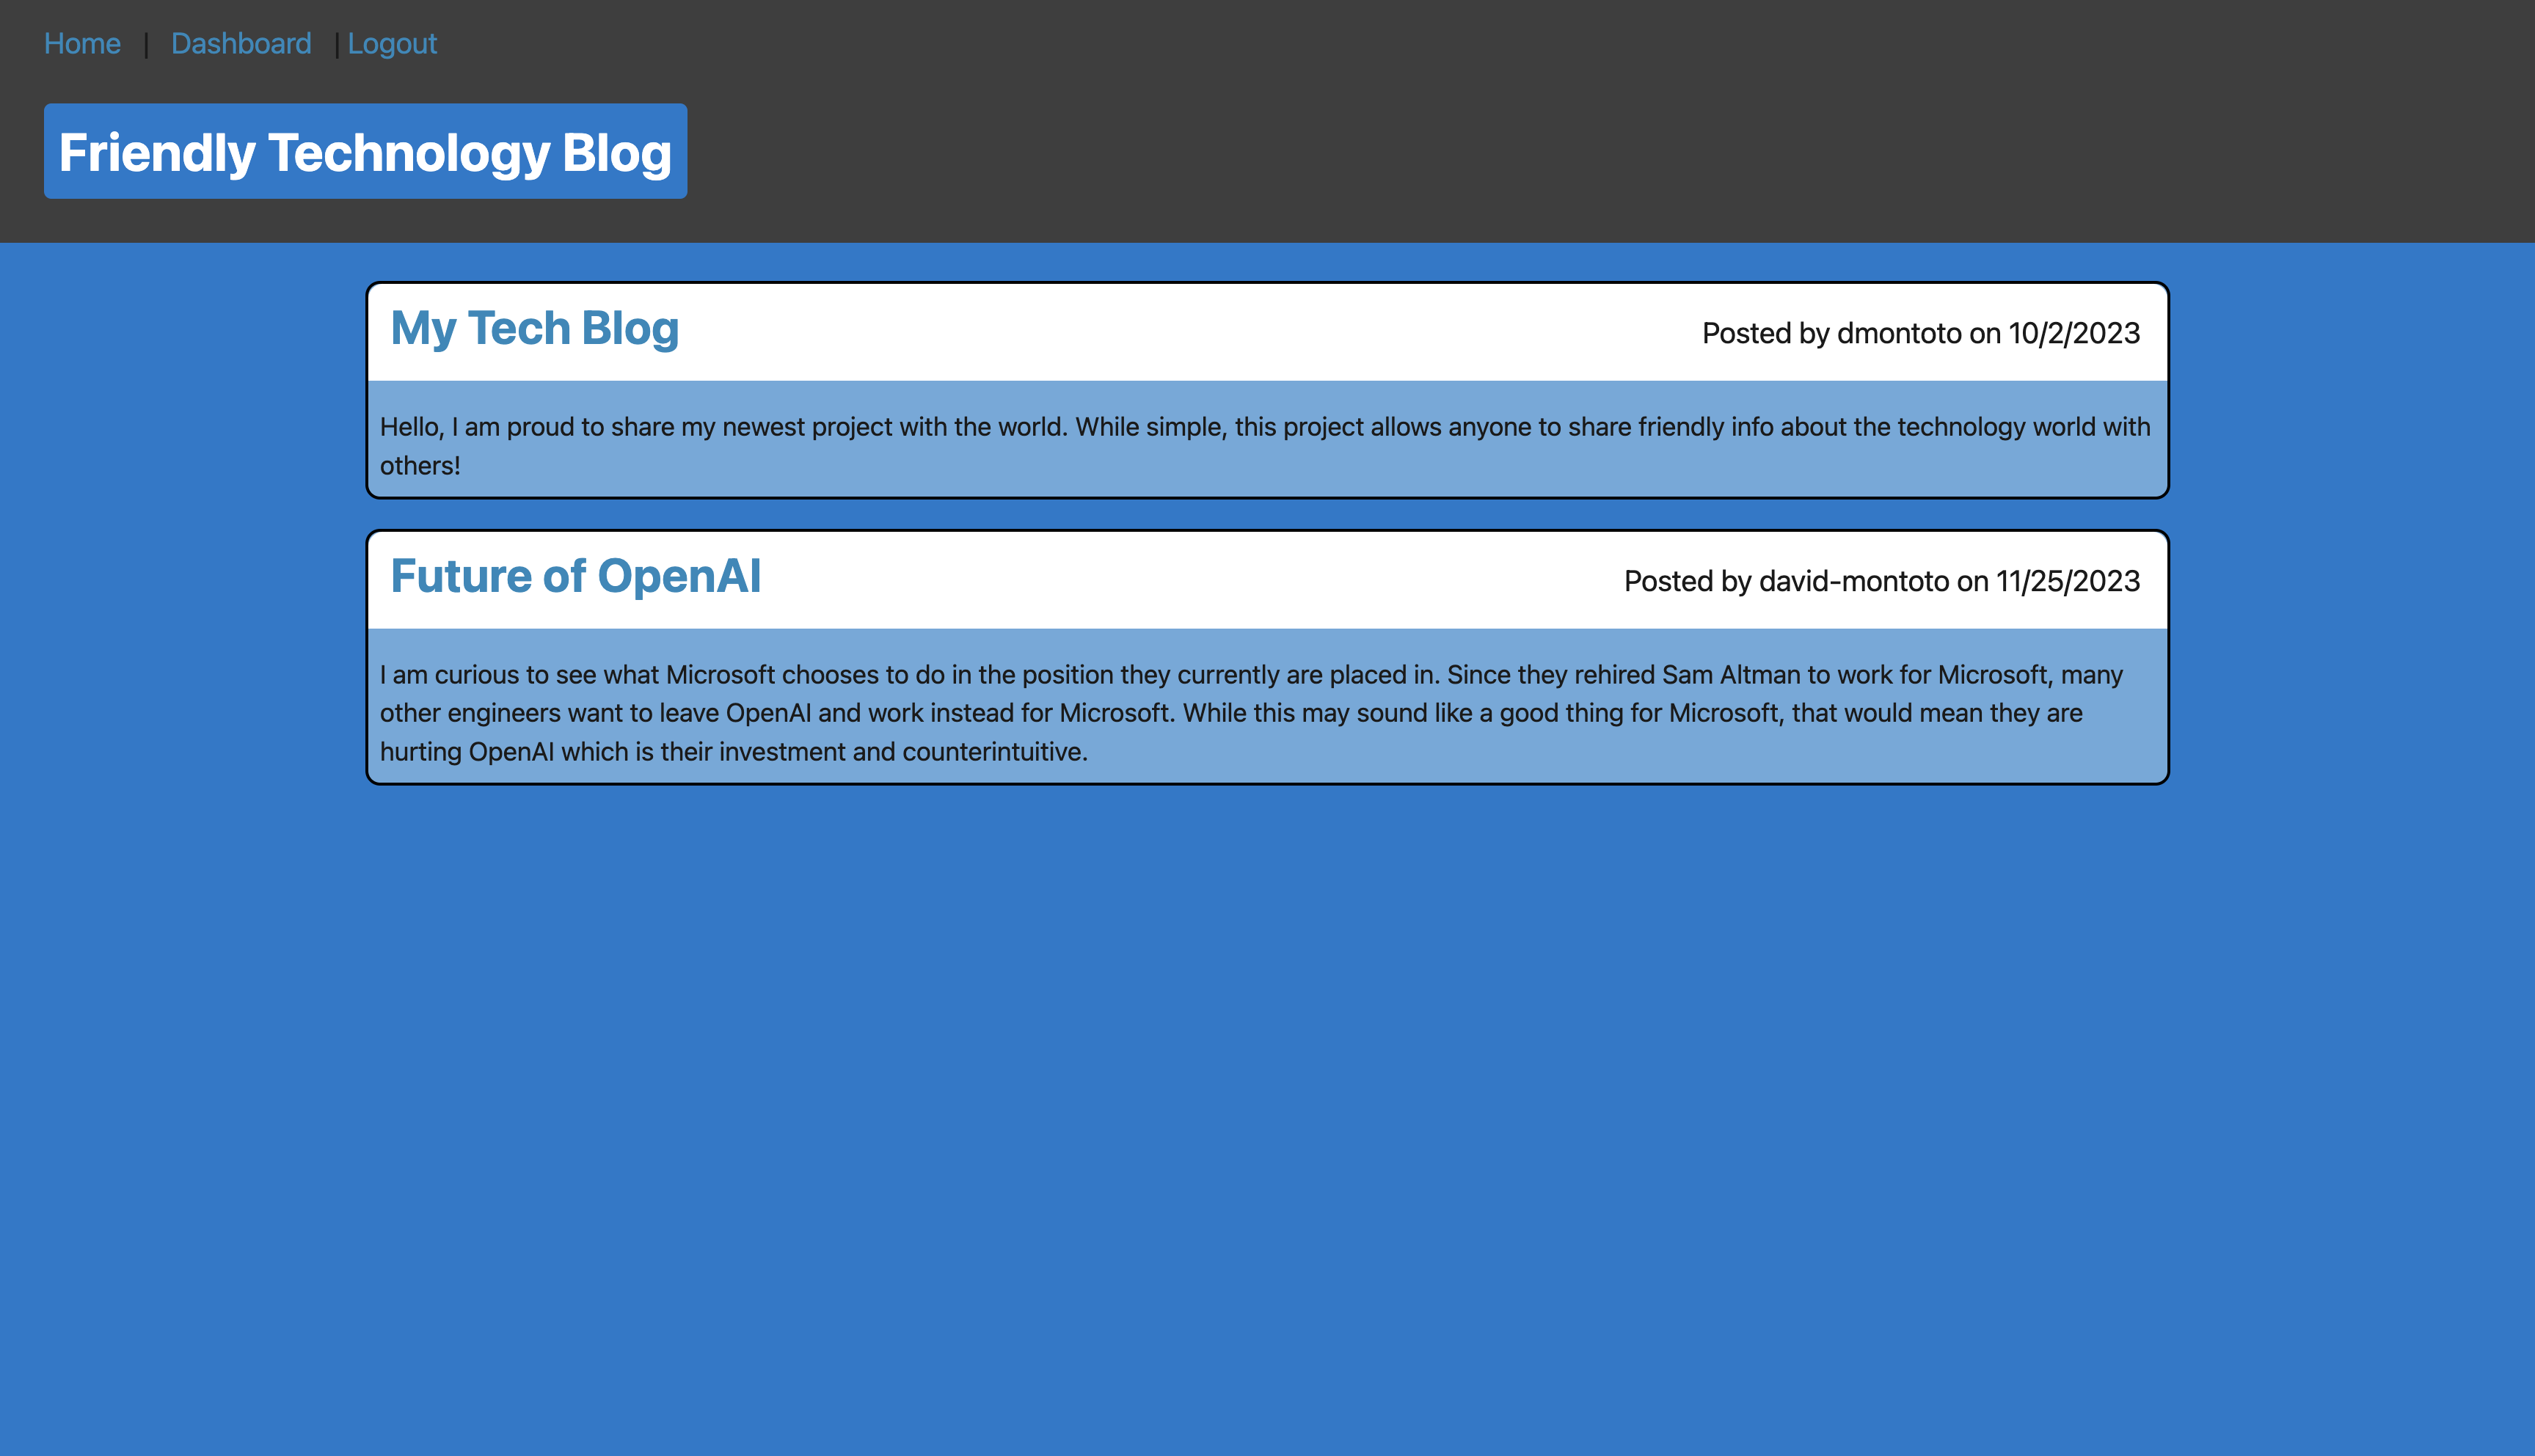 Home | Dashboard | Logout
Friendly Technology Blog
My Tech Blog
Posted by dmontoto on 10/2/2023
Hello, I am proud to share my newest project with the world. While simple, this project allows anyone to share friendly info about the technology world with
others!
Future of OpenAI
Posted by david-montoto on 11/25/2023
I am curious to see what Microsoft chooses to do in the position they currently are placed in. Since they rehired Sam Altman to work for Microsoft, many
other engineers want to leave OpenAI and work instead for Microsoft. While this may sound like a good thing for Microsoft, that would mean they are
hurting OpenAI which is their investment and counterintuitive.